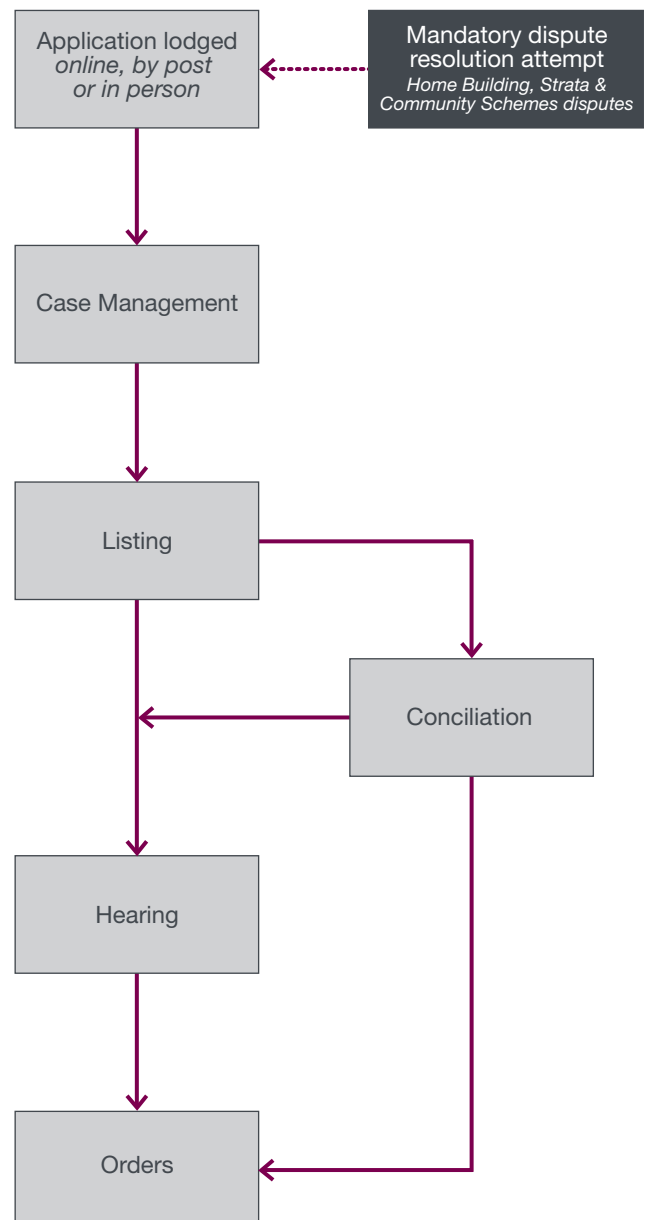 Application lodged
online, by post
or in person
Mandatory dispute
resolution attempt
Home Building, Strata &
Community Schemes disputes
Case Management
Listing
Conciliation
Hearing
Orders